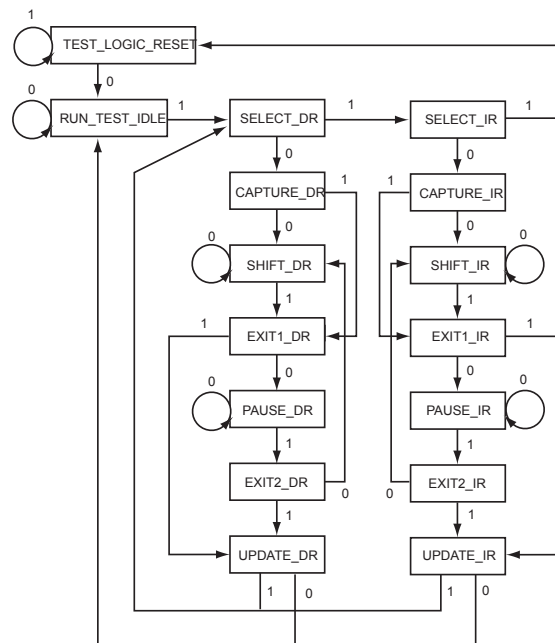 1
TEST_LOGIC_RESET
0
0
RUN_TEST_IDLE 1 SELECT_DR 1 SELECT_IR 1
0 0
CAPTURE_DR 1 1 CAPTURE_IR
0 0
0 SHIFT_DR SHIFT_IR 0
1 1
1 EXIT1_DR EXIT1_IR 1
0 0
0 PAUSE_DR PAUSE_IR 0
1 1
EXIT2_DR 0 0 EXIT2_IR
1 1
UPDATE_DR UPDATE_IR
1 0 1 0